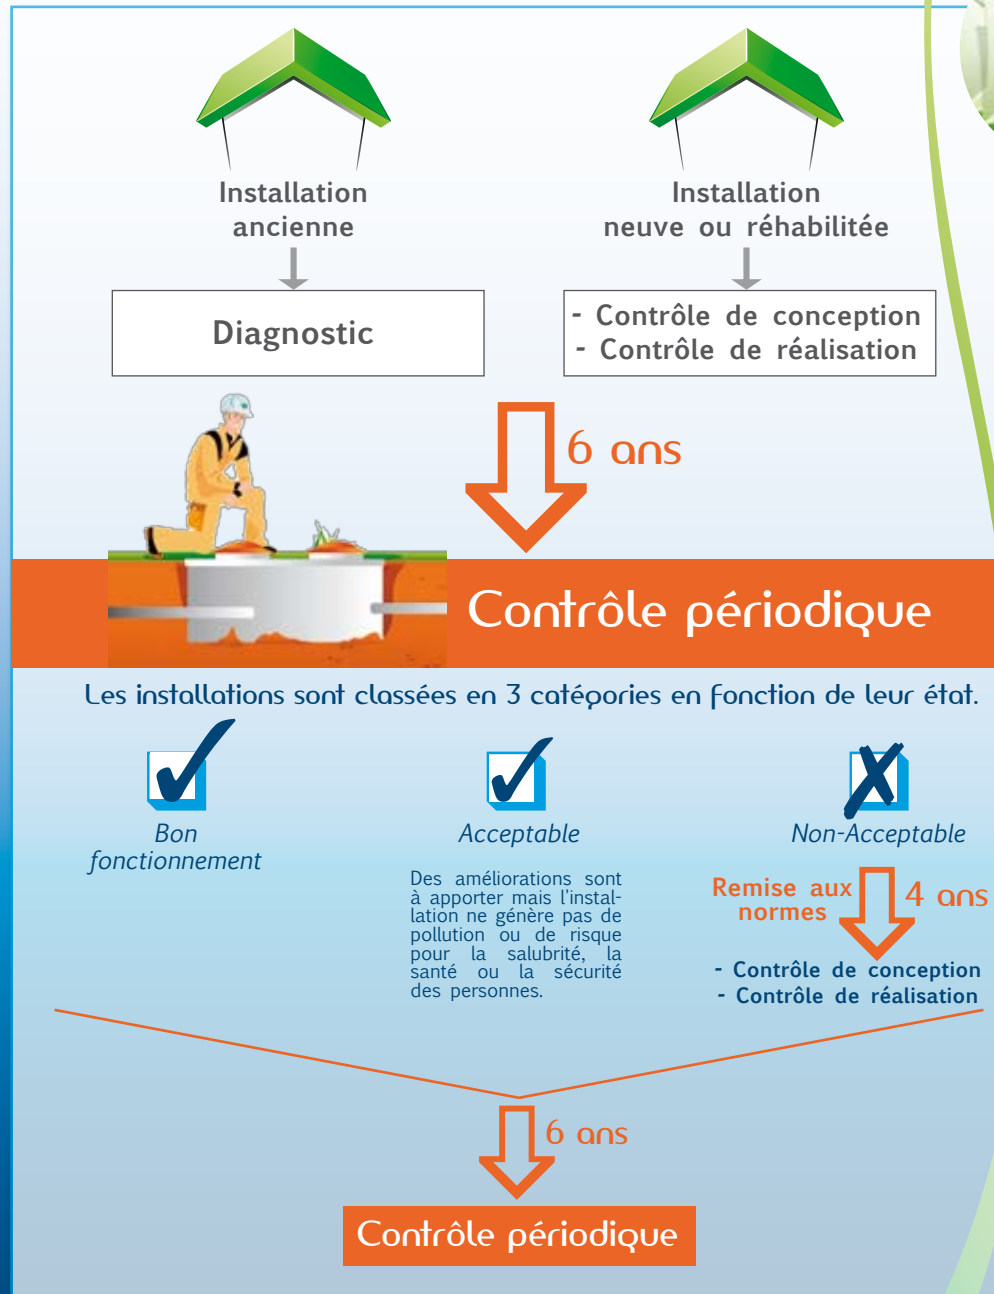 Installation
ancienne
Installation
neuve ou réhabilitée
Diagnostic
- Contrôle de conception
- Contrôle de réalisation
6 ans
Contrôle périodique
Les installations sont classées en 3 catégories en fonction de leur état.
Bon
fonctionnement
Acceptable
Des améliorations sont
à apporter mais l'instal-
lation ne génère pas de
pollution ou de risque
pour la salubrité, la
santé ou la sécurité
des personnes.
Non-Acceptable
Remise aux
normes
4 ans
- Contrôle de conception
- Contrôle de réalisation
6 ans
Contrôle périodique